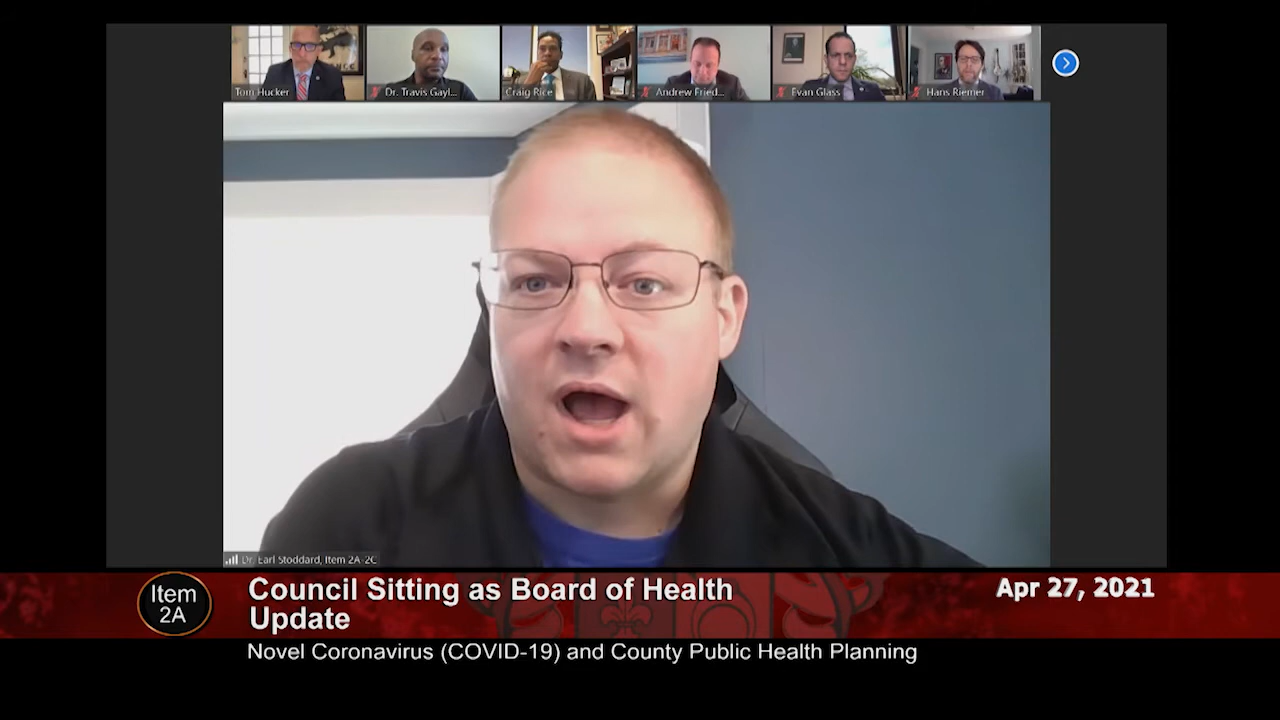 Tom Hucker
Dr. Travis Gayl...
Craig Rice
Andrew Fried...
Evan Glass
Hans Riemer
Dr. Earl Stoddard, Item 2A-2C
Item
2A
Council Sitting as Board of Health
Update
Apr 27, 2021
Novel Coronavirus (COVID-19) and County Public Health Planning